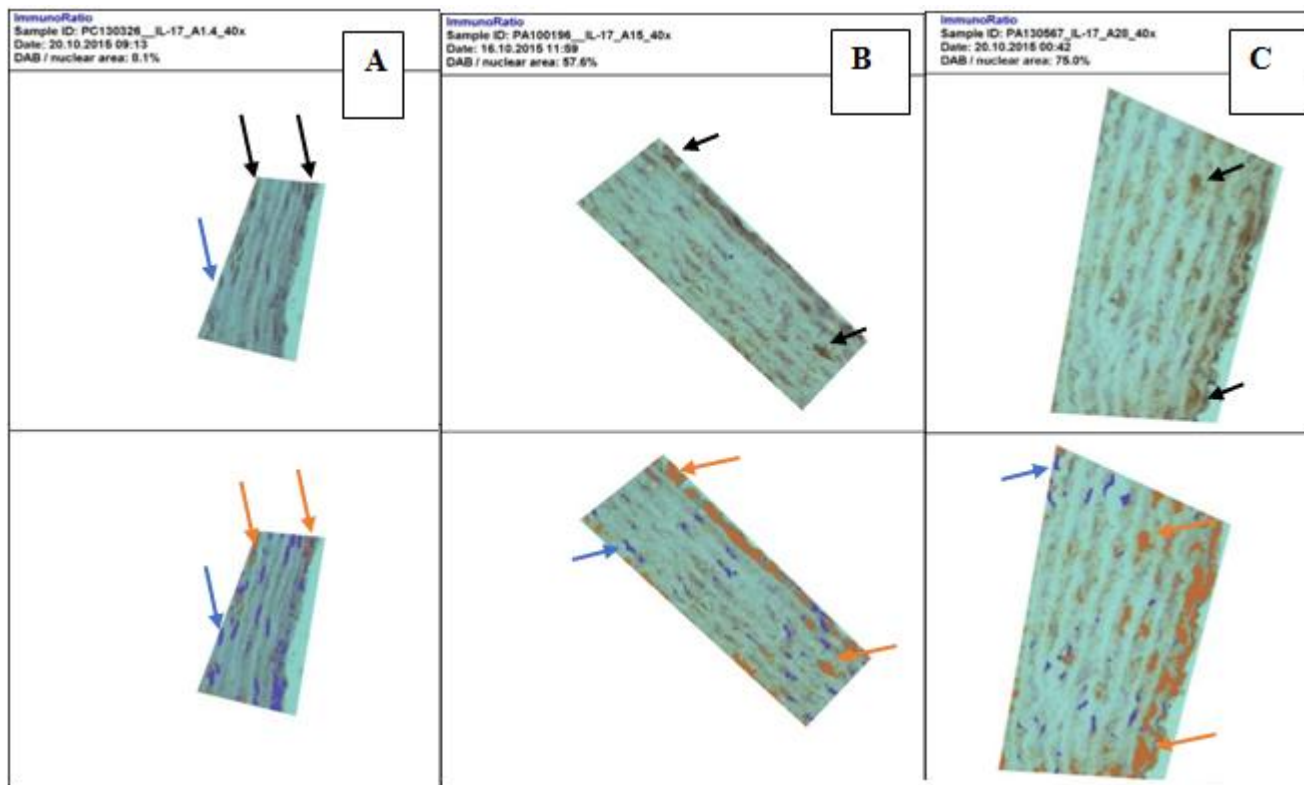 ImmunoRatio
Sample ID: PC130326__IL-17_A1.4_40x
Date: 20.10.2015 09:13
DAB / nuclear area: 0.1%
A
ImmunoRatio
Sample ID: PA100196__IL-17_A15_40x
Date: 16.10.2015 11:59
DAB / nuclear area: 57.6%
B
ImmunoRatio
Sample ID: PA130567_IL-17_A28_40x
Date: 20.10.2015 00:42
DAB / nuclear area: 75.0%
C